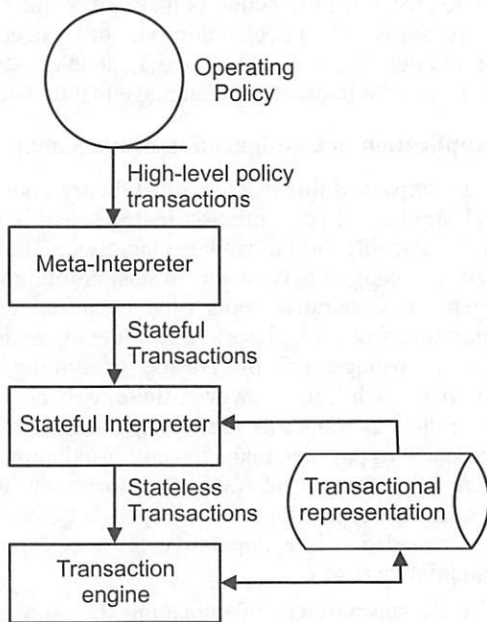 Operating
Policy
High-level policy
transactions
Meta-Intepreter
Stateful
Transactions
Stateful Interpreter
Stateless
Transactions
Transactional
representation
Transaction
engine